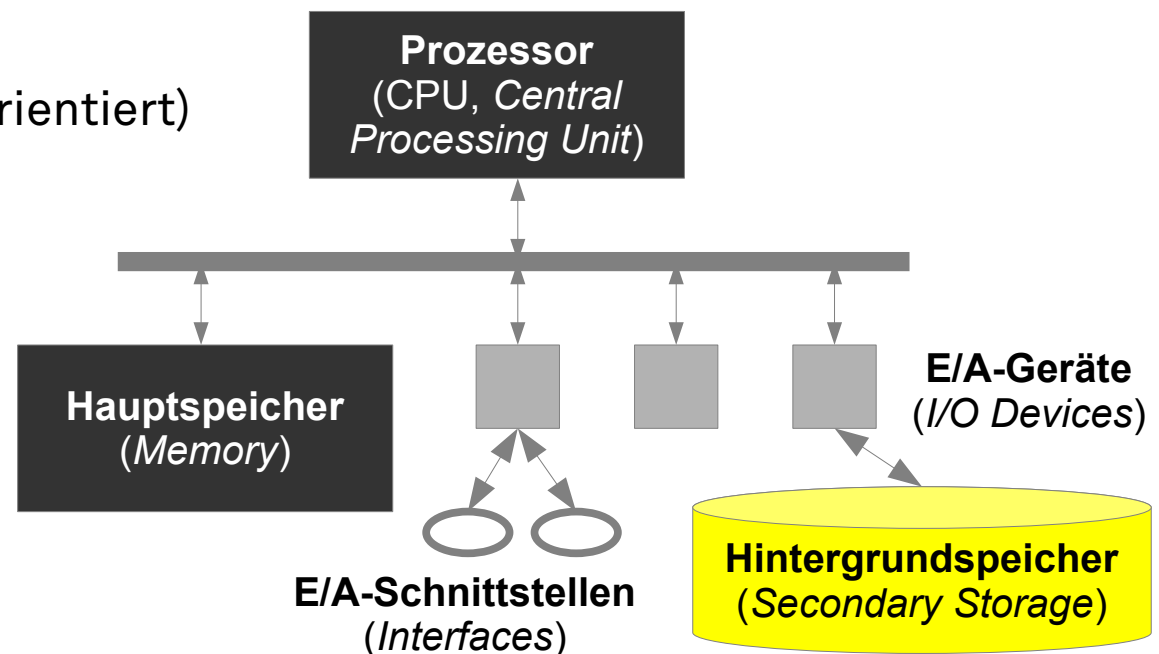 Prozessor
(CPU, Central
Processing Unit)
rientiert)
Hauptspeicher
(Memory)
E/A-Geräte
(I/O Devices)
E/A-Schnittstellen
(Interfaces)
Hintergrundspeicher
(Secondary Storage)